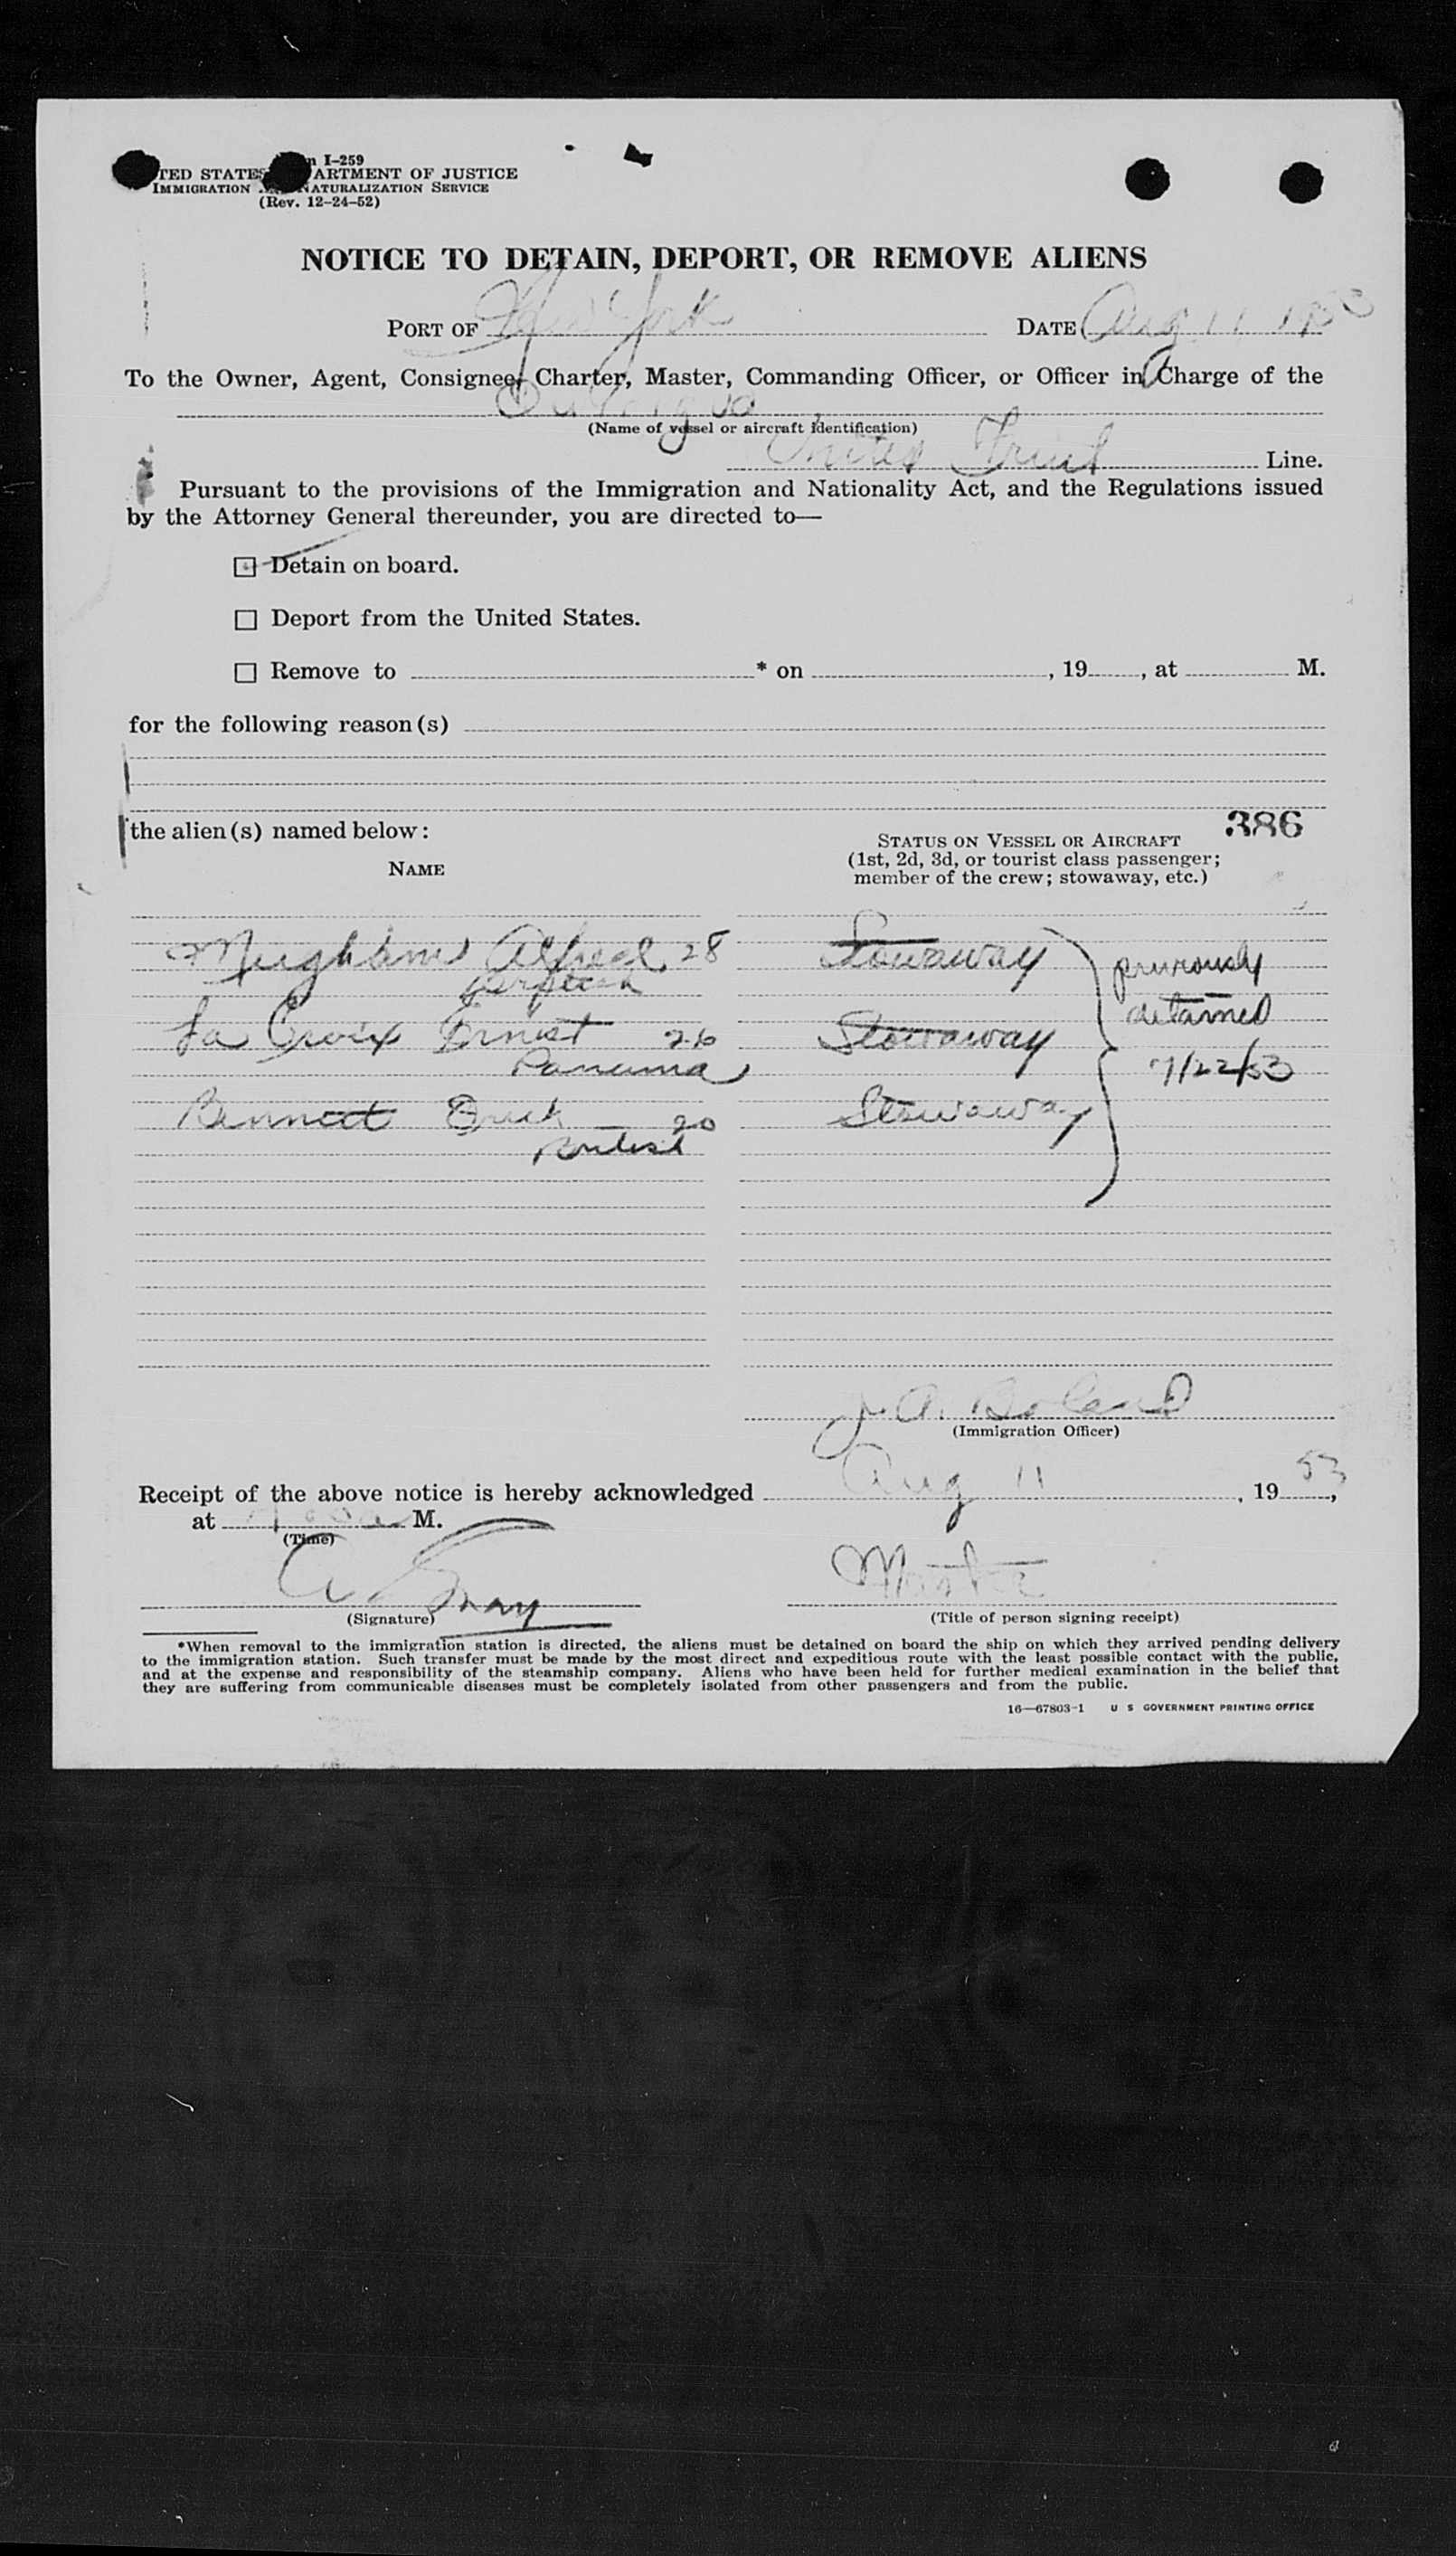 I-259
TED STATES ARTMENT OF JUSTICE
IMMIGRATION NATURALIZATION SERVICE
(Rev. 12-24-52)
NOTICE TO DETAIN, DEPORT, OR REMOVE ALIENS
PORT OF New York DATE Aug 11 1953
To the Owner, Agent, Consignee, Charter, Master, Commanding Officer, or Officer in Charge of the
(Name of vessel or aircraft identification)
United Fruit Line.
Pursuant to the provisions of the Immigration and Nationality Act, and the Regulations issued
by the Attorney General thereunder, you are directed to—
Detain on board.
Deport from the United States.
Remove to * on , 19 , at M.
for the following reason(s)
386
the alien(s) named below:
STATUS ON VESSEL OR AIRCRAFT
NAME (1st, 2d, 3d, or tourist class passenger;
member of the crew; stowaway, etc.)
Alfred 28 Stowaway previously
La Croix Ernest 26 Stowaway detained
Panama 7/22/53
Bennett 20 Stowaway
British
J. A. Boland
(Immigration Officer)
Receipt of the above notice is hereby acknowledged Aug 11, 1953,
at M.
(Time)
Master
(Signature) (Title of person signing receipt)
*When removal to the immigration station is directed, the aliens must be detained on board the ship on which they arrived pending delivery
to the immigration station. Such transfer must be made by the most direct and expeditious route with the least possible contact with the public,
and at the expense and responsibility of the steamship company. Aliens who have been held for further medical examination in the belief that
they are suffering from communicable diseases must be completely isolated from other passengers and from the public.
16—67803-1 U S GOVERNMENT PRINTING OFFICE